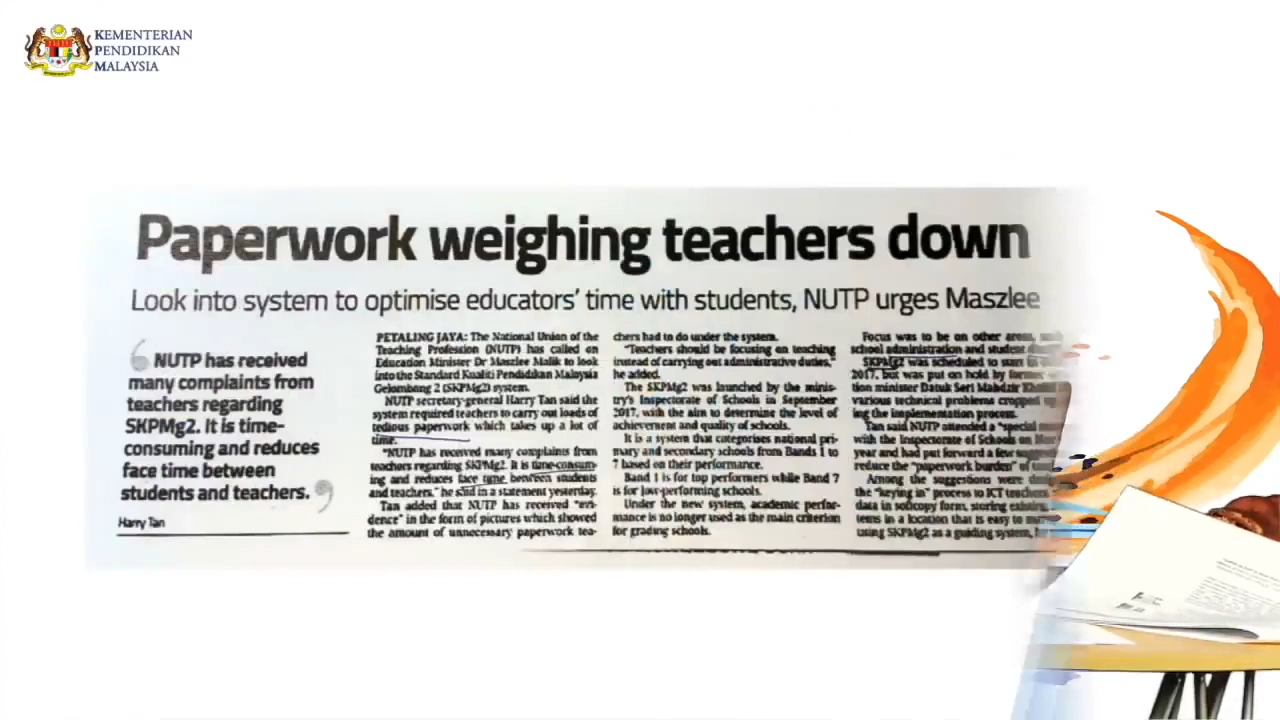 KEMENTERIAN
PENDIDIKAN
MALAYSIA
Paperwork weighing teachers down
Look into system to optimise educators' time with students, NUTP urges Maszlee
‘ NUTP has received
many complaints from
teachers regarding
SKPMg2. It is time-
consuming and reduces
face time between
students and teachers. ’
Harry Tan
PETALING JAYA: The National Union of the
Teaching Profession (NUTP) has called on
Education Minister Dr Maszlee Malik to look
into the Standard Kualiti Pendidikan Malaysia
Gelombang 2 (SKPMg2) system.
NUTP secretary-general Harry Tan said the
system required teachers to carry out loads of
tedious paperwork which takes up a lot of
time.
"NUTP has received many complaints from
teachers regarding SKPMg2. It is time-consum-
ing and reduces face time between students
and teachers," he said in a statement yesterday.
Tan added that NUTP has received "evi-
dence" in the form of pictures which showed
the amount of unnecessary paperwork tea-
chers had to do under the system.
"Teachers should be focusing on teaching
instead of carrying out administrative duties,"
he added.
The SKPMg2 was launched by the minis-
try's Inspectorate of Schools in September
2017, with the aim to determine the level of
achievement and quality of schools.
It is a system that categorises national pri-
mary and secondary schools from Bands 1 to
7 based on their performance.
Band 1 is for top performers while Band 7
is for low-performing schools.
Under the new system, academic perfor-
mance is no longer used as the main criterion
for grading schools.
Focus was to be on other areas,
school administration and student
SKPMg2 was scheduled to start
2017, but was put on hold by former
tion minister Datuk Seri Mahdzir
various technical problems cropped
ing the implementation process.
Tan said NUTP attended a "special
with the Inspectorate of Schools on
year and had put forward a few
reduce the "paperwork burden" of
Among the suggestions were
the "keying in" process to ICT teachers,
data in softcopy form, storing existing
tems in a location that is easy to
using SKPMg2 as a guiding system,